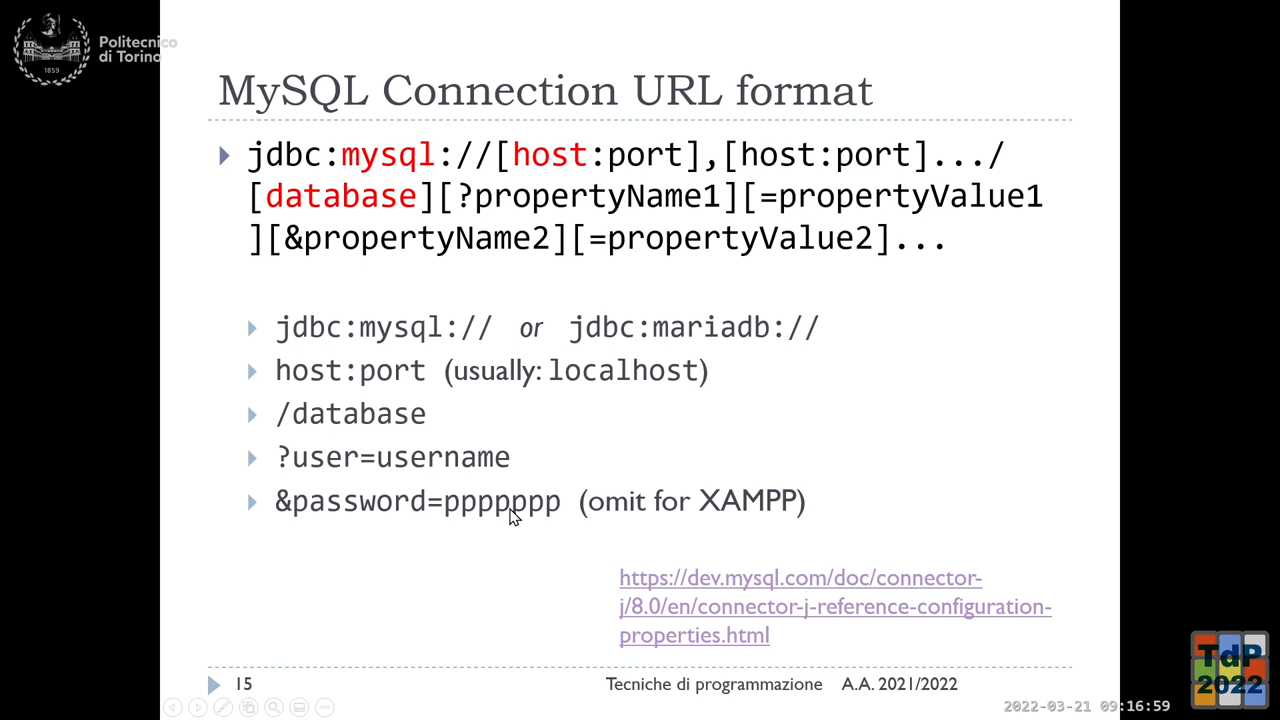 Politecnico
di Torino
1859
MySQL Connection URL format
jdbc:mysql://[host:port],[host:port].../
[database][?propertyName1][=propertyValue1
][&propertyName2][=propertyValue2]...
jdbc:mysql:// or jdbc:mariadb://
host:port (usually: localhost)
/database
?user=username
&password=ppppppp (omit for XAMPP)
https://dev.mysql.com/doc/connector-
j/8.0/en/connector-j-reference-configuration-
properties.html
TdP
2022
15 Tecniche di programmazione A.A. 2021/2022
2022-03-21 09:16:59